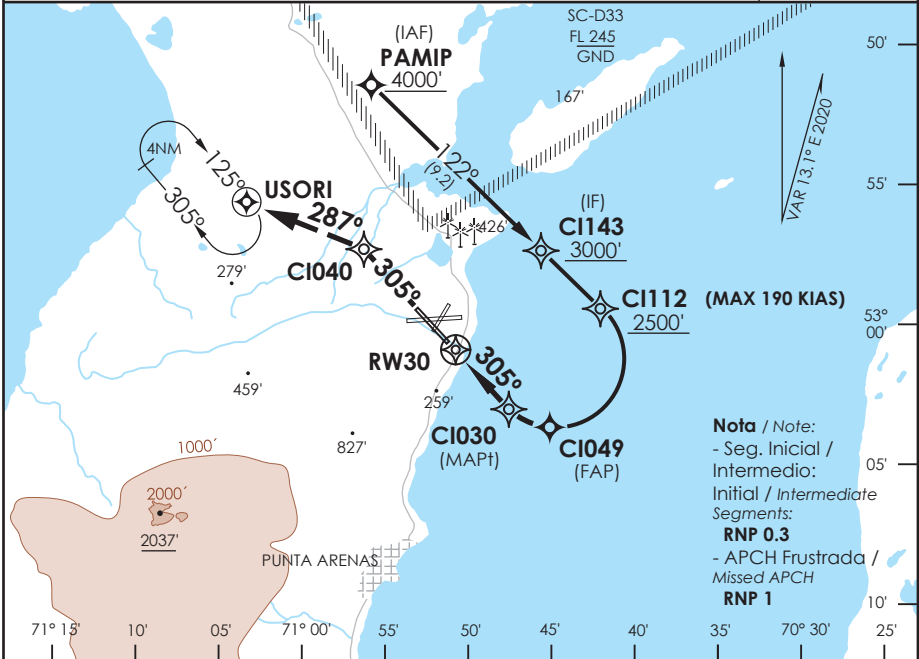 SC-D33
FL 245
GND
50'
(IAF)
PAMIP
4000'
167'
VAR 13.1° E 2020
4NM
125°
305°
USORI
287°
122°
(9.2)
55'
(IF)
CI143
3000'
426'
279'
CI040
305°
CI112 (MAX 190 KIAS)
2500'
53°
00'
RW30
305°
459'
259'
827'
CI030
(MAPt)
CI049
(FAP)
Nota / Note:
- Seg. Inicial /
Intermedio:
Initial / Intermediate
Segments:
RNP 0.3
- APCH Frustrada /
Missed APCH
RNP 1
05'
1000´
2000´
2037'
PUNTA ARENAS
10'
71° 15' 10' 05' 71° 00' 55' 50' 45' 40' 35' 70° 30' 25'